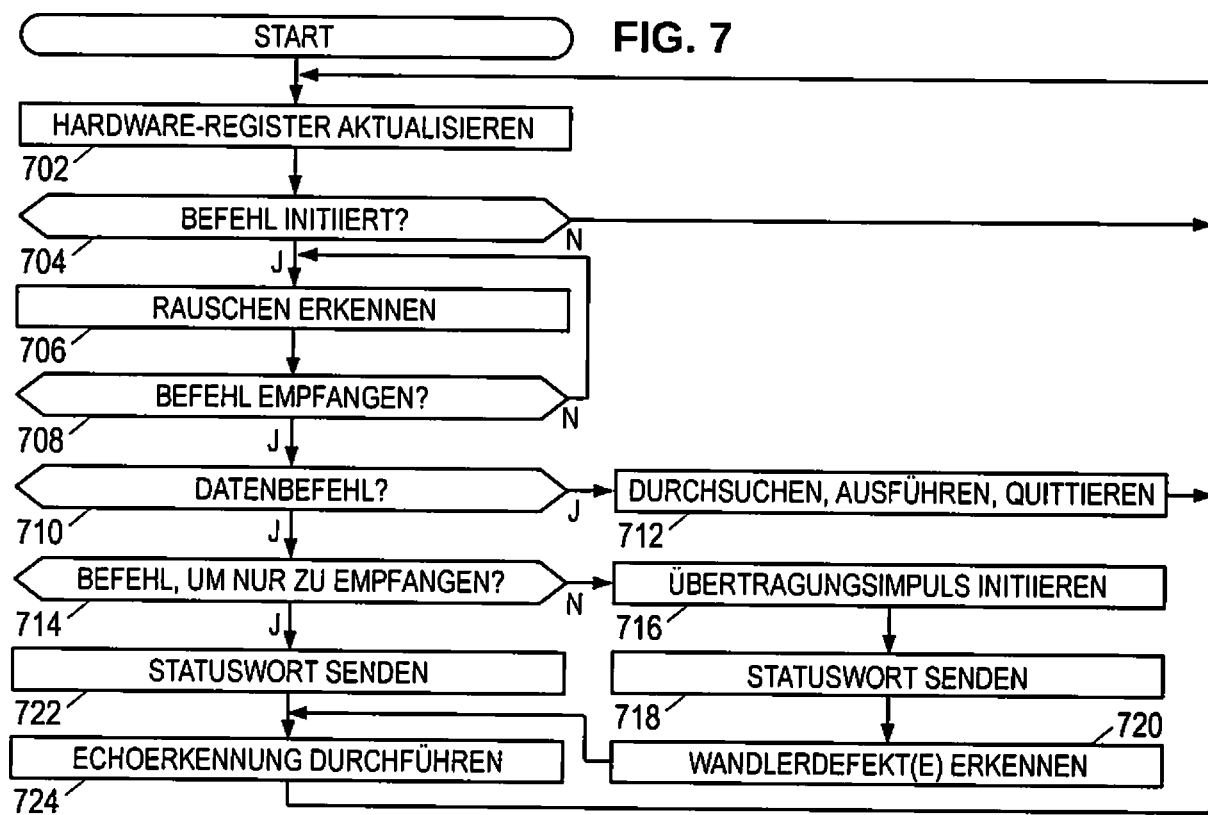 START
FIG. 7
HARDWARE-REGISTER AKTUALISIEREN
702
BEFEHL INITIIERT?
704
N
J
RAUSCHEN ERKENNEN
706
BEFEHL EMPFANGEN?
708
N
J
DATENBEFEHL?
710
J
J
DURCHSUCHEN, AUSFÜHREN, QUITTIEREN
712
BEFEHL, UM NUR ZU EMPFANGEN?
714
N
J
ÜBERTRAGUNGSIMPULS INITIIEREN
716
STATUSWORT SENDEN
722
STATUSWORT SENDEN
718
720
ECHOERKENNUNG DURCHFÜHREN
724
WANDLERDEFEKT(E) ERKENNEN